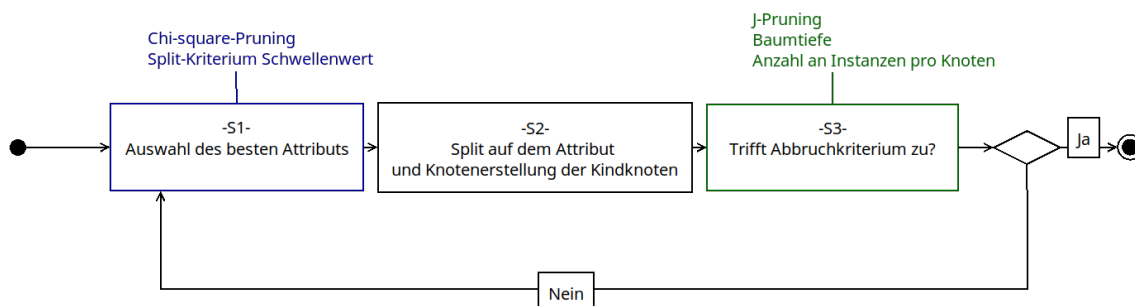 Chi-square-Pruning
Split-Kriterium Schwellenwert
J-Pruning
Baumtiefe
Anzahl an Instanzen pro Knoten
-S1-
Auswahl des besten Attributs
-S2-
Split auf dem Attribut
und Knotenerstellung der Kindknoten
-S3-
Trifft Abbruchkriterium zu?
Ja
Nein